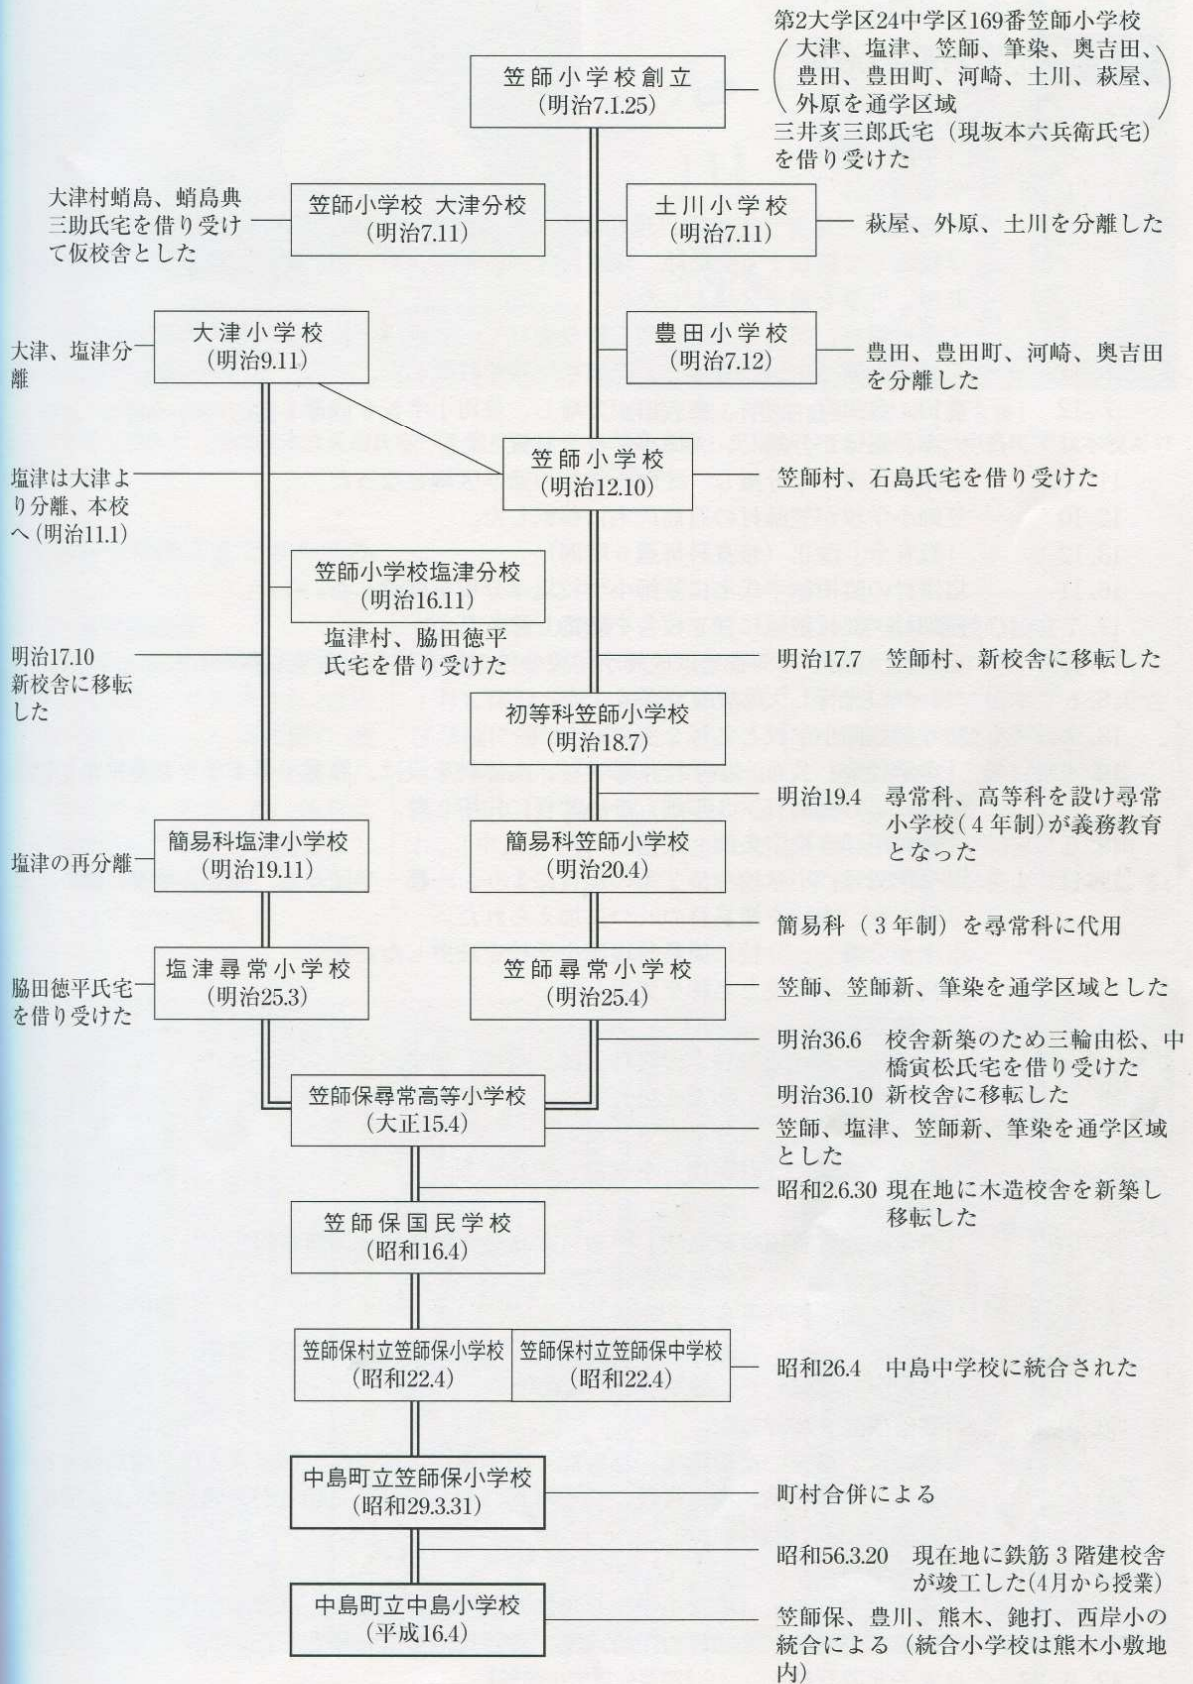 第2大学区24中学区169番笠師小学校
大津、塩津、笠師、筆染、奥吉田、
豊田、豊田町、河崎、土川、萩屋、
外原を通学区域
三井亥三郎氏宅（現坂本六兵衛氏宅）
を借り受けた
笠師小学校創立
（明治7.1.25）
大津村蛸島、蛸島典
三助氏宅を借り受け
て仮校舎とした
笠師小学校 大津分校
（明治7.11）
土川小学校
（明治7.11）
萩屋、外原、土川を分離した
大津、塩津分
離
大津小学校
（明治9.11）
豊田小学校
（明治7.12）
豊田、豊田町、河崎、奥吉田
を分離した
塩津は大津よ
り分離、本校
へ（明治11.1）
笠師小学校
（明治12.10）
笠師村、石島氏宅を借り受けた
笠師小学校塩津分校
（明治16.11）
塩津村、脇田徳平
氏宅を借り受けた
明治17.10
新校舎に移転
した
明治17.7 笠師村、新校舎に移転した
初等科笠師小学校
（明治18.7）
明治19.4 尋常科、高等科を設け尋常
小学校（4年制）が義務教育
となった
塩津の再分離
簡易科塩津小学校
（明治19.11）
簡易科笠師小学校
（明治20.4）
簡易科（3年制）を尋常科に代用
脇田徳平氏宅
を借り受けた
塩津尋常小学校
（明治25.3）
笠師尋常小学校
（明治25.4）
笠師、笠師新、筆染を通学区域とした
明治36.6 校舎新築のため三輪由松、中
橋寅松氏宅を借り受けた
明治36.10 新校舎に移転した
笠師保尋常高等小学校
（大正15.4）
笠師、塩津、笠師新、筆染を通学区域
とした
昭和2.6.30 現在地に木造校舎を新築し
移転した
笠師保国民学校
（昭和16.4）
笠師保村立笠師保小学校
（昭和22.4）
笠師保村立笠師保中学校
（昭和22.4）
昭和26.4 中島中学校に統合された
中島町立笠師保小学校
（昭和29.3.31）
町村合併による
昭和56.3.20 現在地に鉄筋3階建校舎
が竣工した（4月から授業）
中島町立中島小学校
（平成16.4）
笠師保、豊川、熊木、釶打、西岸小の
統合による（統合小学校は熊木小敷地
内）